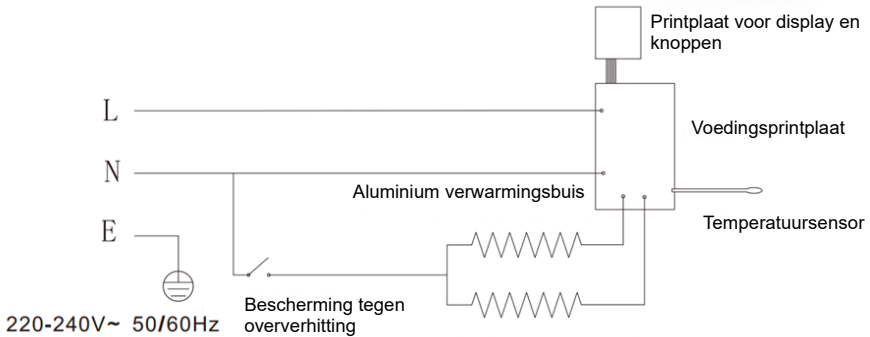 Printplaat voor display en
knoppen
L
Voedingsprintplaat
N
Aluminium verwarmingsbuis
Temperatuursensor
E
Bescherming tegen
oververhitting
220-240V~ 50/60Hz